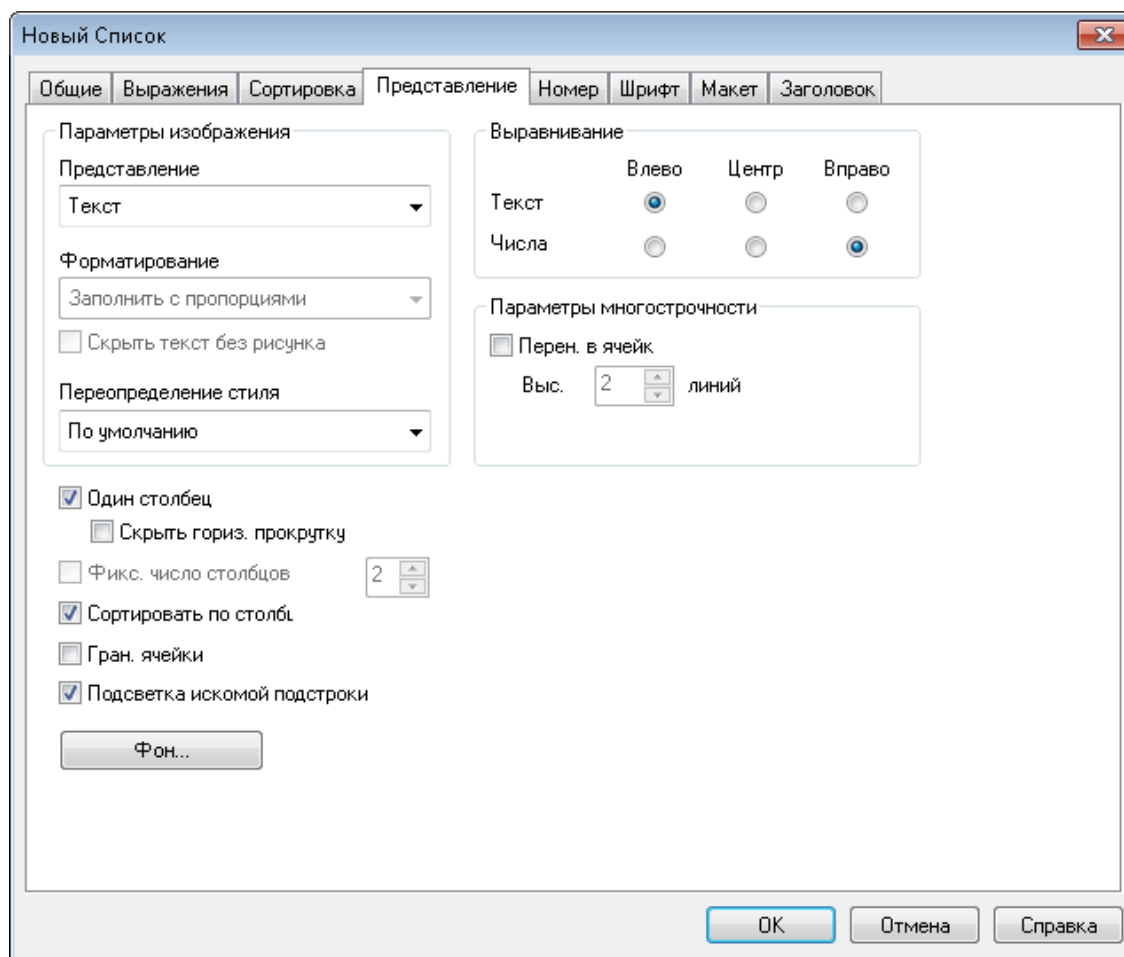 Новый Список
Общие Выражения Сортировка Представление Номер Шрифт Макет Заголовок
Параметры изображения
Представление
Текст
Форматирование
Заполнить с пропорциями
Скрыть текст без рисунка
Переопределение стиля
По умолчанию
Выравнивание
Влево Центр Вправо
Текст
Числа
Параметры многострочности
Перен. в ячейк
Выс. 2 линий
Один столбец
Скрыть гориз. прокрутку
Фикс. число столбцов 2
Сортировать по столбц
Гран. ячейки
Подсветка искомой подстроки
Фон...
OK Отмена Справка